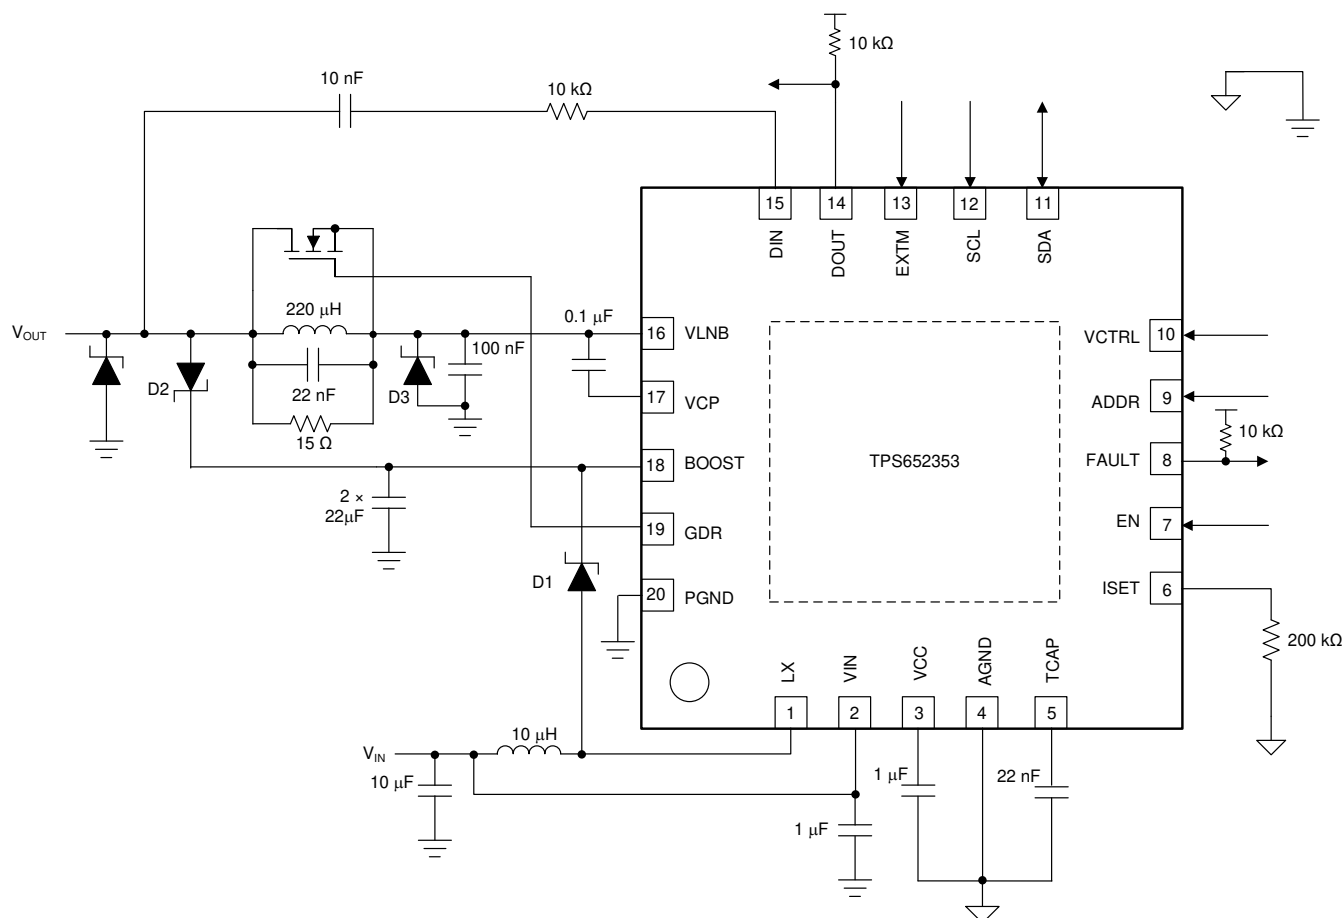 10 kΩ
10 nF
10 kΩ
15
14
13
12
11
DIN
DOUT
EXTM
SCL
SDA
220 μH
0.1 μF
VOUT
16
VLNB
VCTRL
10
100 nF
D2
22 nF
D3
17
VCP
ADDR
9
15 Ω
10 kΩ
18
BOOST
TPS652353
FAULT
8
2 ×
22μF
19
GDR
EN
7
D1
20
PGND
ISET
6
200 kΩ
LX
VIN
VCC
AGND
TCAP
1
2
3
4
5
10 μH
VIN
10 μF
1 μF
22 nF
1 μF